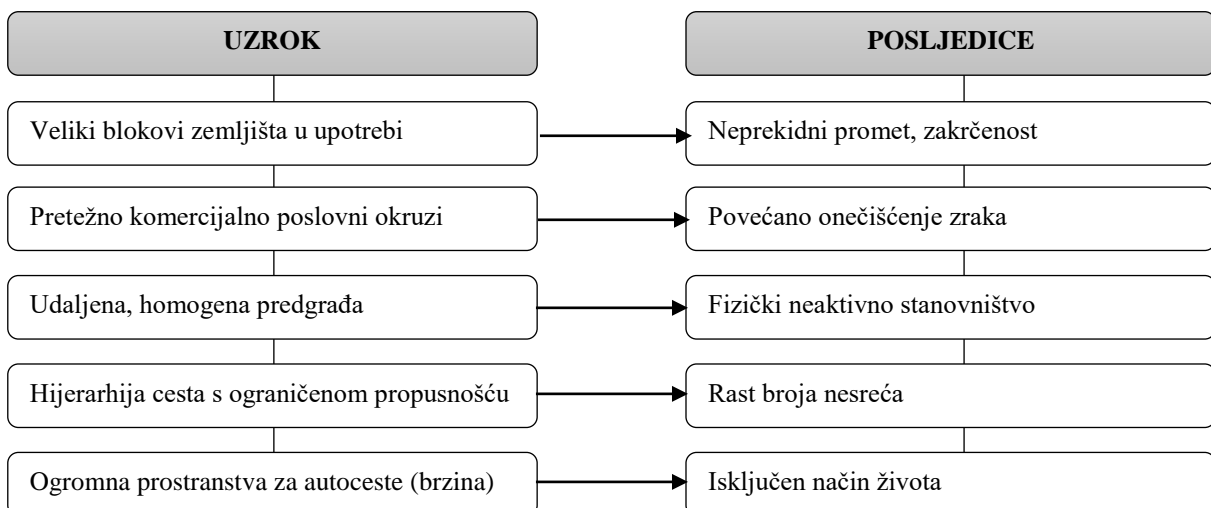 UZROK
POSLJEDICE
Veliki blokovi zemljišta u upotrebi
Neprekidni promet, zakrčenost
Pretežno komercijalno poslovni okruzi
Povećano onečišćenje zraka
Udaljena, homogena predgrađa
Fizički neaktivno stanovništvo
Hijerarhija cesta s ograničenom propusnošću
Rast broja nesreća
Ogromna prostranstva za autoceste (brzina)
Isključen način života